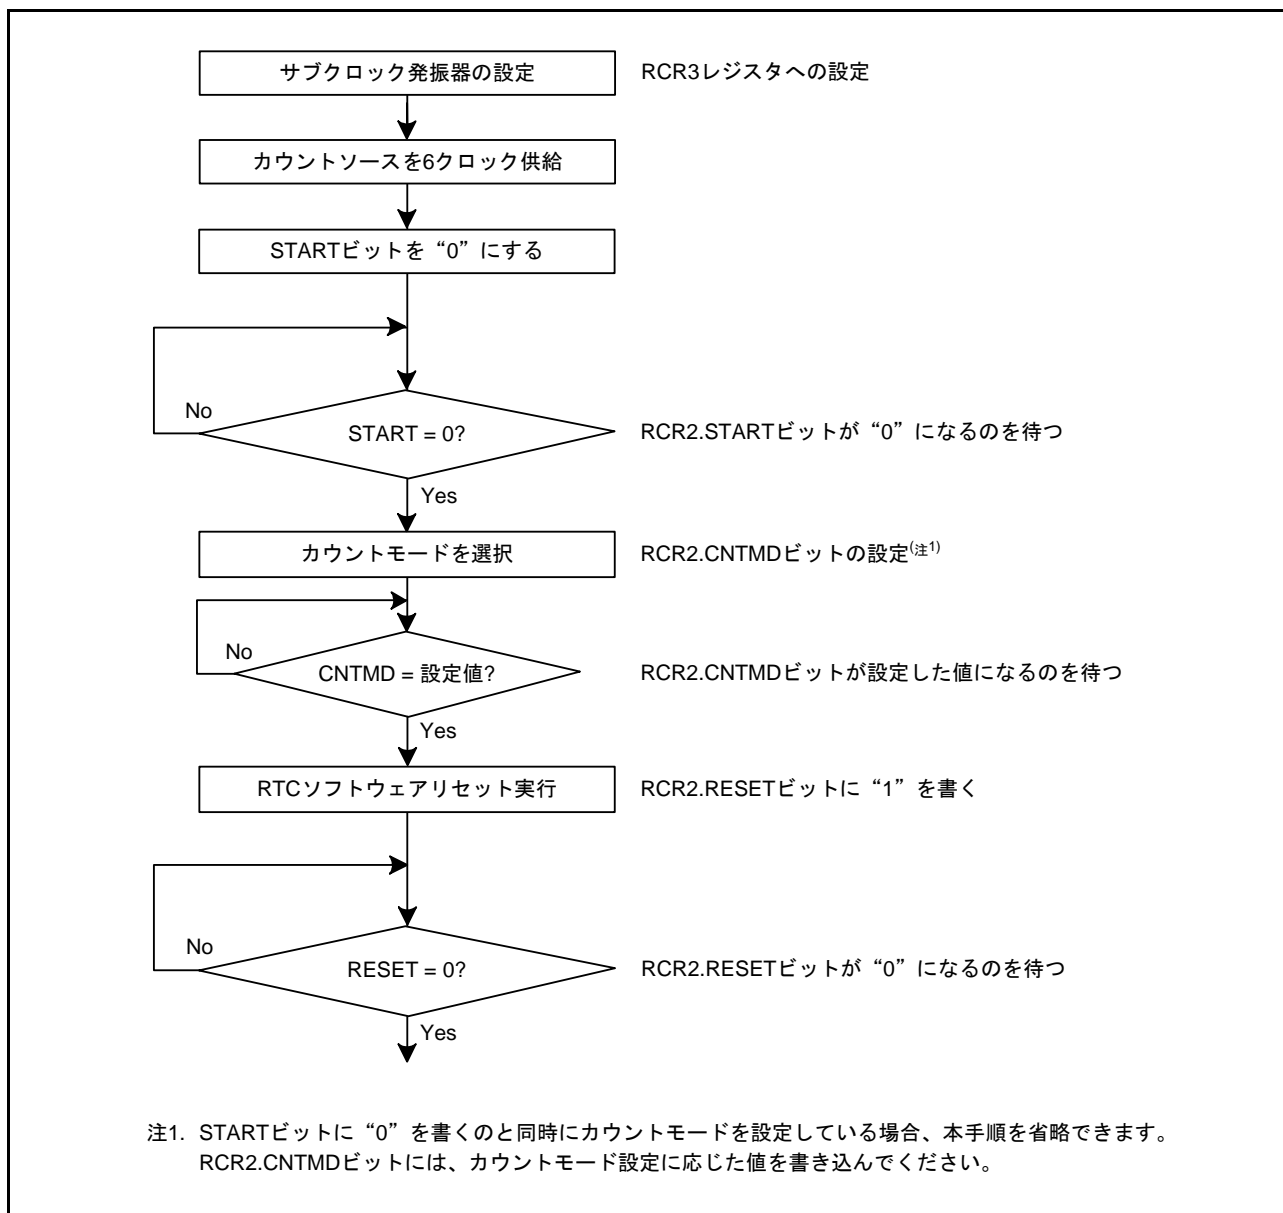 サブクロック発振器の設定 RCR3レジスタへの設定
カウントソースを6クロック供給
STARTビットを“0”にする
No
START = 0? RCR2.STARTビットが“0”になるのを待つ
Yes
カウントモードを選択 RCR2.CNTMDビットの設定(注1)
No
CNTMD = 設定値? RCR2.CNTMDビットが設定した値になるのを待つ
Yes
RTCソフトウェアリセット実行 RCR2.RESETビットに“1”を書く
No
RESET = 0? RCR2.RESETビットが“0”になるのを待つ
Yes
注1. STARTビットに“0”を書くのと同時にカウントモードを設定している場合、本手順を省略できます。
RCR2.CNTMDビットには、カウントモード設定に応じた値を書き込んでください。